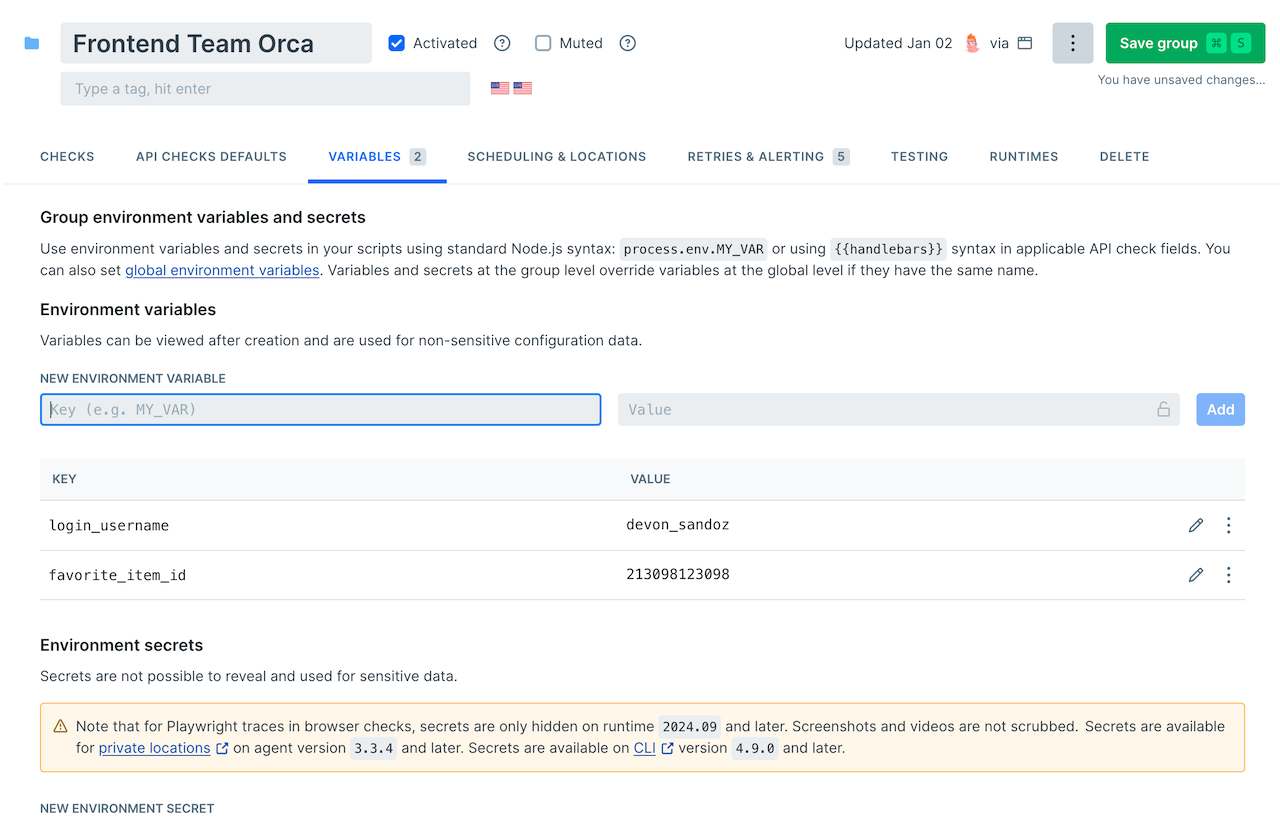 Frontend Team Orca
Activated
Muted
Updated Jan 02 via
Save group ⌘ S
Type a tag, hit enter
You have unsaved changes...
CHECKS
API CHECKS DEFAULTS
VARIABLES 2
SCHEDULING & LOCATIONS
RETRIES & ALERTING 5
TESTING
RUNTIMES
DELETE
Group environment variables and secrets
Use environment variables and secrets in your scripts using standard Node.js syntax: process.env.MY_VAR or using {{handlebars}} syntax in applicable API check fields. You
can also set global environment variables. Variables and secrets at the group level override variables at the global level if they have the same name.
Environment variables
Variables can be viewed after creation and are used for non-sensitive configuration data.
NEW ENVIRONMENT VARIABLE
Key (e.g. MY_VAR)
Value
Add
KEY VALUE
login_username devon_sandoz
favorite_item_id 213098123098
Environment secrets
Secrets are not possible to reveal and used for sensitive data.
Note that for Playwright traces in browser checks, secrets are only hidden on runtime 2024.09 and later. Screenshots and videos are not scrubbed. Secrets are available
for private locations on agent version 3.3.4 and later. Secrets are available on CLI version 4.9.0 and later.
NEW ENVIRONMENT SECRET